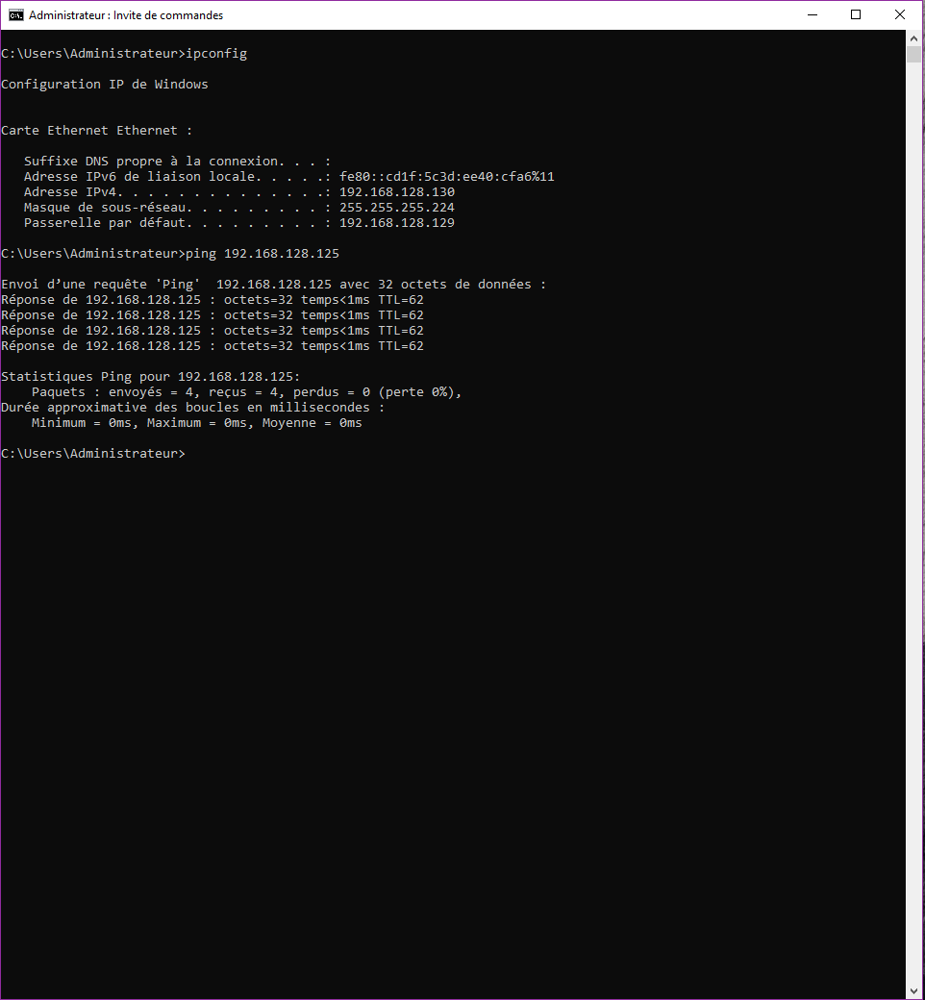 Administrateur : Invite de commandes
C:\Users\Administrateur>ipconfig
Configuration IP de Windows
Carte Ethernet Ethernet :
Suffixe DNS propre à la connexion. . . :
Adresse IPv6 de liaison locale. . . . .: fe80::cd1f:5c3d:ee40:cfa6%11
Adresse IPv4. . . . . . . . . . . . . .: 192.168.128.130
Masque de sous-réseau. . . . . . . . . : 255.255.255.224
Passerelle par défaut. . . . . . . . . : 192.168.128.129
C:\Users\Administrateur>ping 192.168.128.125
Envoi d’une requête 'Ping'  192.168.128.125 avec 32 octets de données :
Réponse de 192.168.128.125 : octets=32 temps<1ms TTL=62
Réponse de 192.168.128.125 : octets=32 temps<1ms TTL=62
Réponse de 192.168.128.125 : octets=32 temps<1ms TTL=62
Réponse de 192.168.128.125 : octets=32 temps<1ms TTL=62
Statistiques Ping pour 192.168.128.125:
Paquets : envoyés = 4, reçus = 4, perdus = 0 (perte 0%),
Durée approximative des boucles en millisecondes :
Minimum = 0ms, Maximum = 0ms, Moyenne = 0ms
C:\Users\Administrateur>